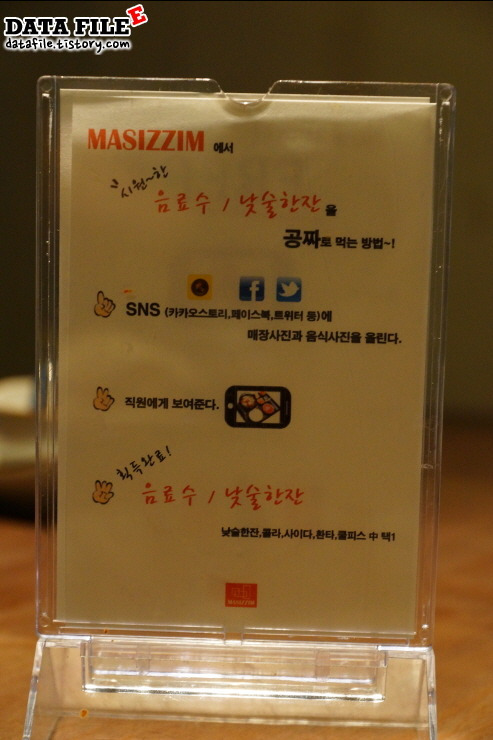 DATA FILE E
datafile.tistory.com
MASIZZIM 에서
시원~한
음료수 / 낮술한잔 을
공짜로 먹는 방법~!
SNS (카카오스토리,페이스북,트위터 등)에
매장사진과 음식사진을 올린다.
직원에게 보여준다.
획득완료!
음료수 / 낮술한잔
낮술한잔,콜라,사이다,환타,쿨피스 中 택1
MASIZZIM